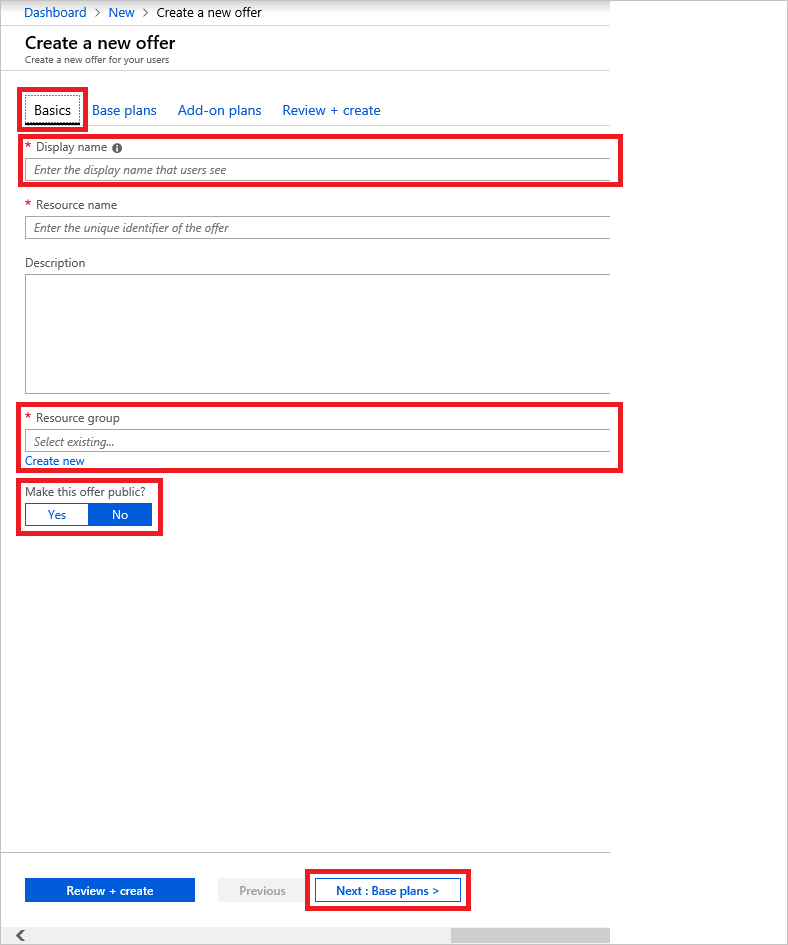 Dashboard > New > Create a new offer
Create a new offer
Create a new offer for your users
Basics Base plans Add-on plans Review + create
* Display name
Enter the display name that users see
* Resource name
Enter the unique identifier of the offer
Description
* Resource group
Select existing...
Create new
Make this offer public?
Yes No
Review + create Previous Next : Base plans >